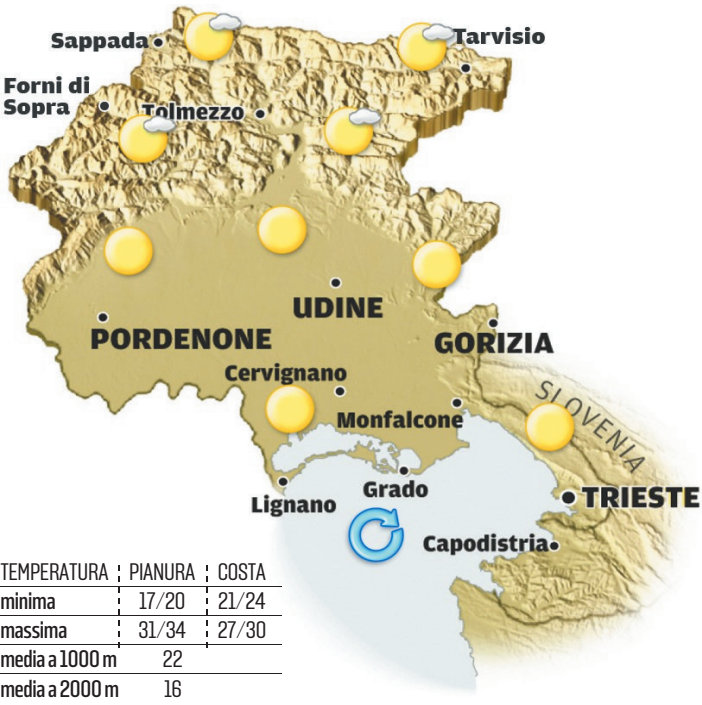 Sappada
Tarvisio
Forni di
Sopra
Tolmezzo
UDINE
PORDENONE
GORIZIA
Cervignano
SLOVENIA
Monfalcone
Grado
Lignano
TRIESTE
Capodistria
TEMPERATURA PIANURA COSTA
minima 17/20 21/24
massima 31/34 27/30
media a 1000 m 22
media a 2000 m 16